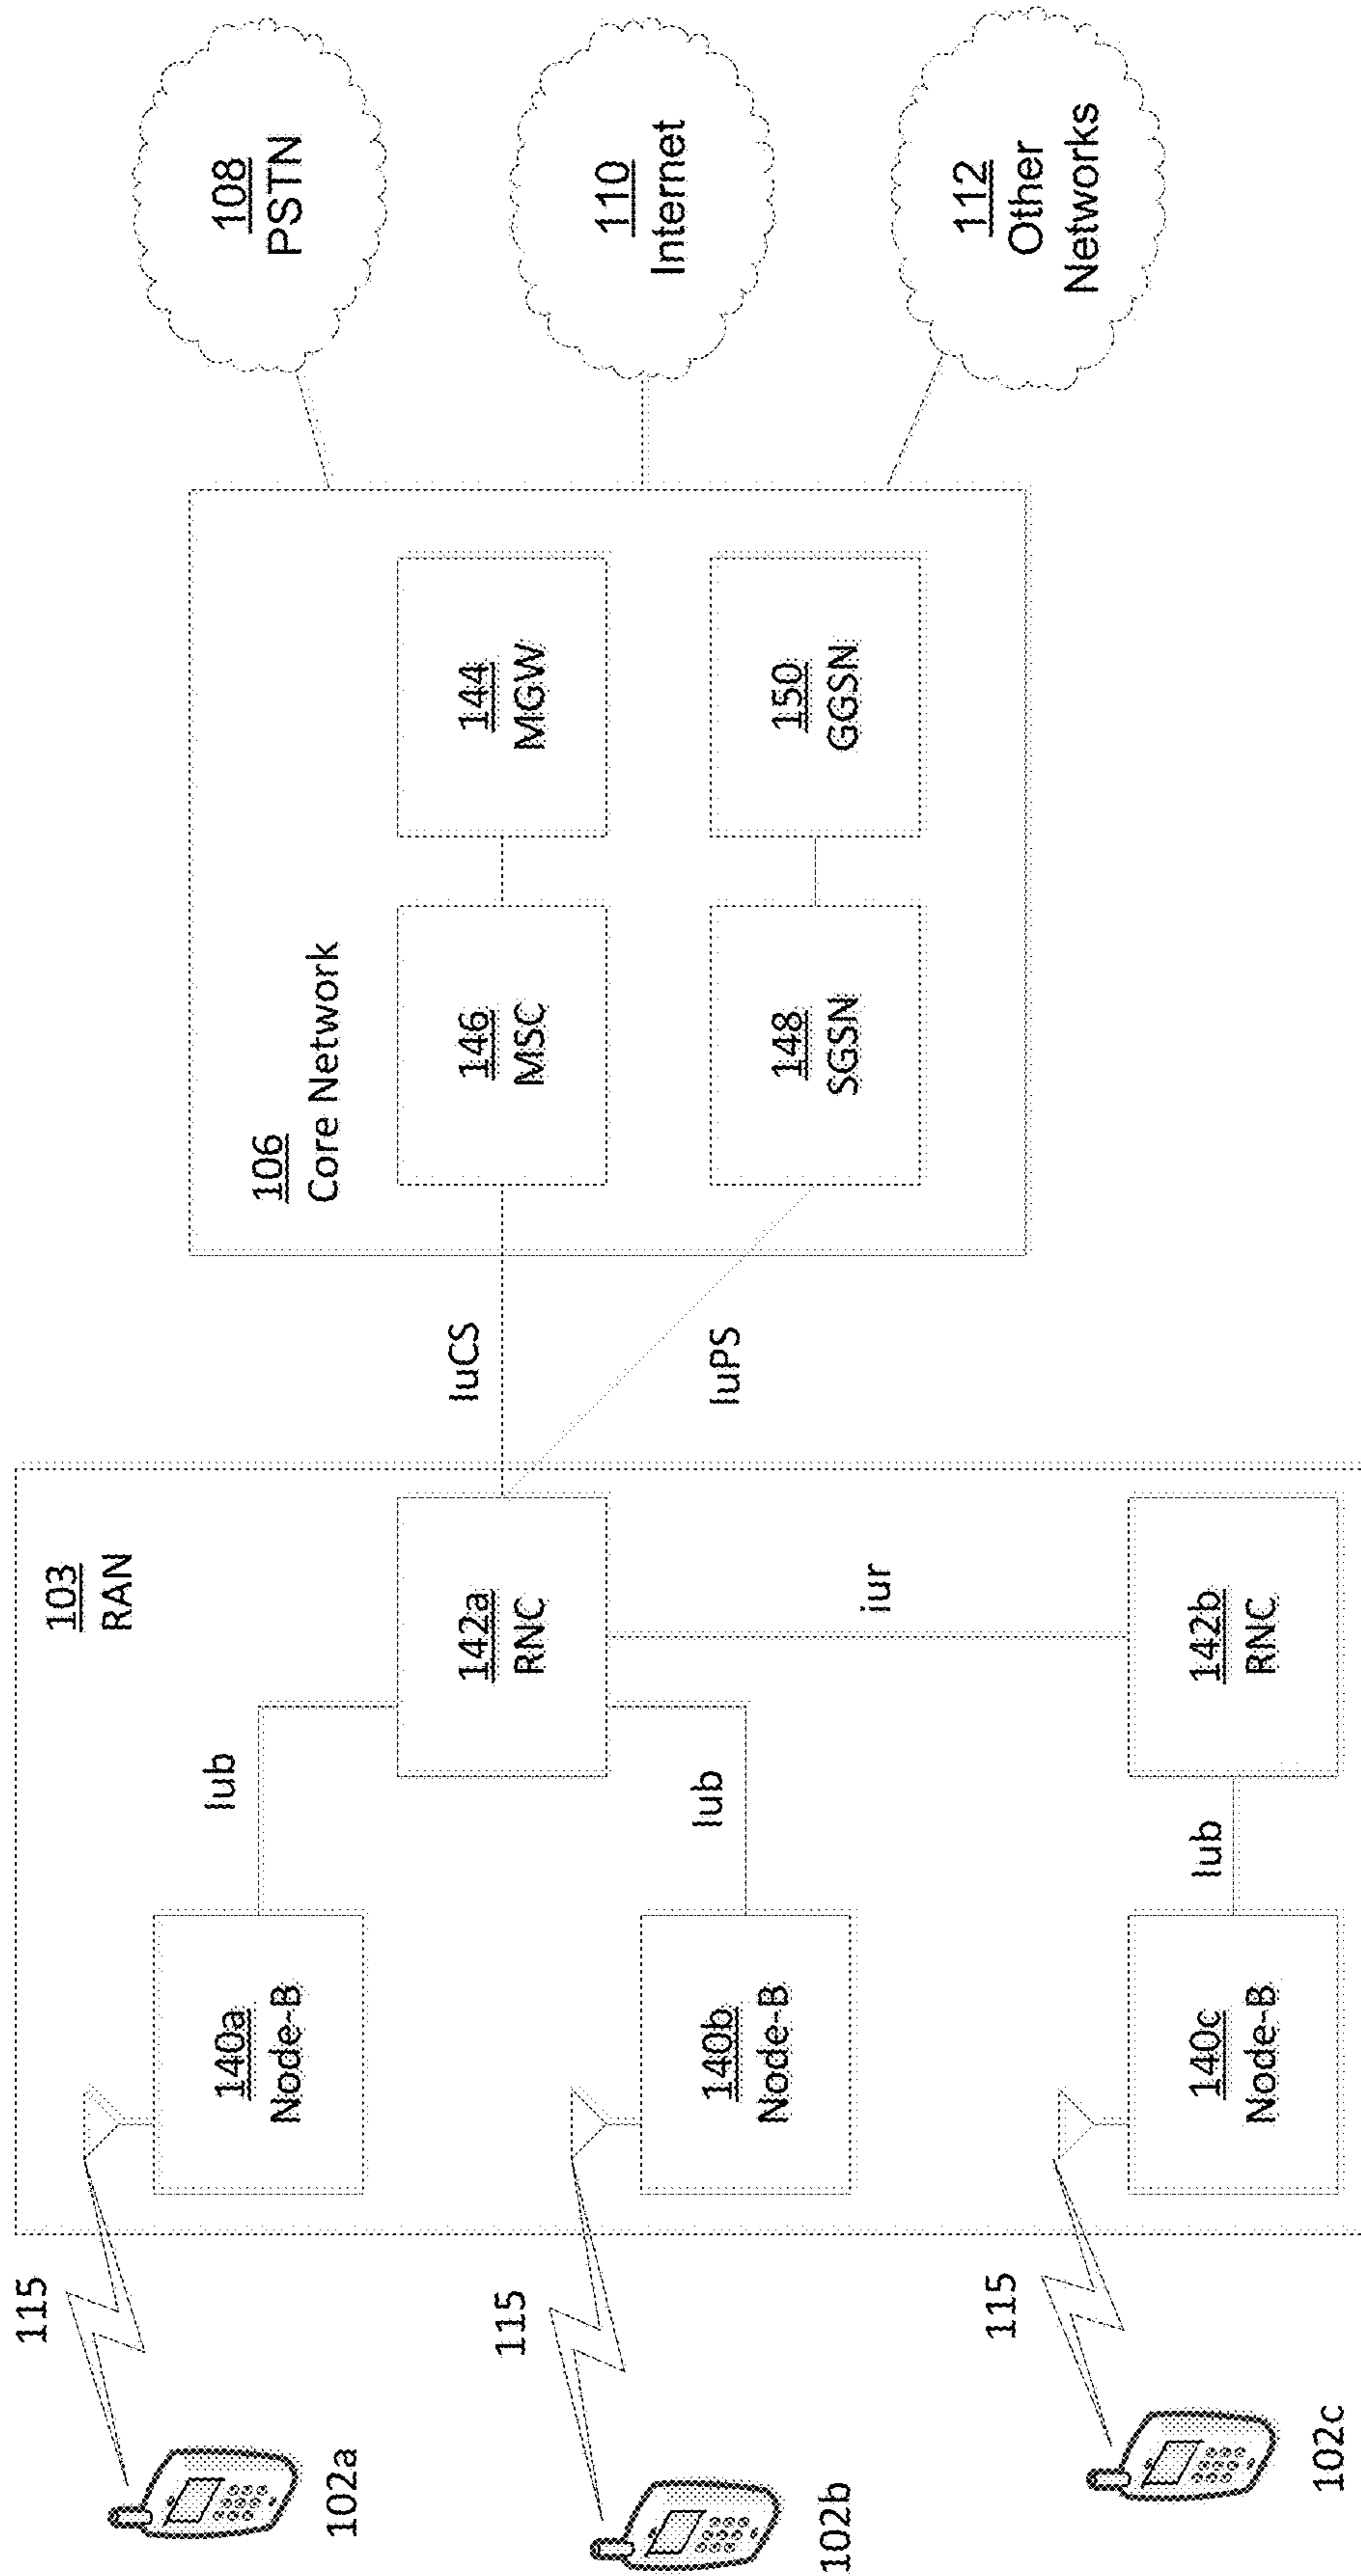 115
102a
115
102b
115
102c
103
RAN
140a
Node-B
140b
Node-B
140c
Node-B
Iub
Iub
Iub
142a
RNC
iur
142b
RNC
IuCS
IuPS
106
Core Network
146
MSC
144
MGW
148
SGSN
150
GGSN
108
PSTN
110
Internet
112
Other
Networks